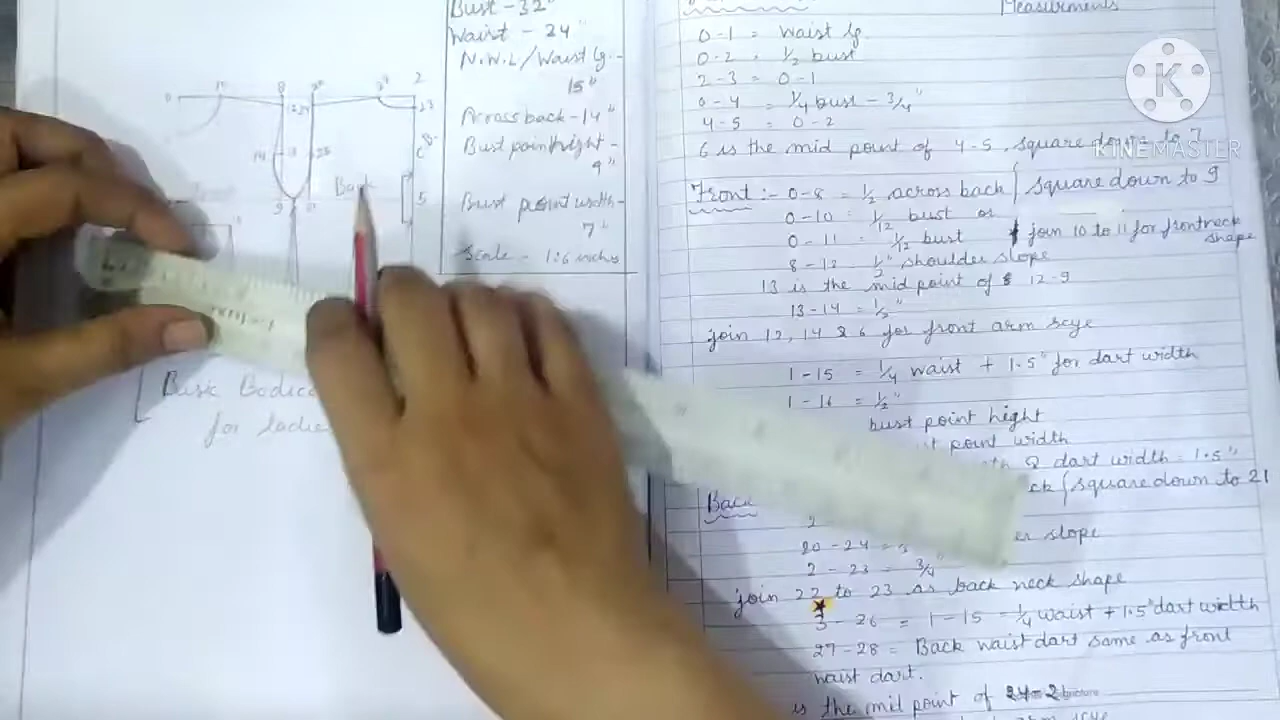 Bust - 32"
Waist - 24"
N.W.L/Waist lg. -
15"
Across back - 14"
Bust point hight -
9"
Bust point width -
7"
Scale - 1:6 inches
Back
Basic Bodice
for ladie
Measurments
0-1 = Waist lg.
0-2 = 1/2 bust
2-3 = 0-1
0-4 = 1/4 bust - 3/4"
4-5 = 0-2
6 is the mid point of 4-5, square down to 7
Front :- 0-8 = 1/2 across back / square down to 9
0-10 = 1/12 bust or
0-11 = 1/12 bust join 10 to 11 for front neck shape
8-12 1/2" shoulder slope
13 is the mid point of 12-9
13-14 = 1/2"
join 12, 14 & 6 for front arm scye
1-15 = 1/4 waist + 1.5" for dart width
1-16 = 1/2"
bust point hight
t point width
& dart width = 1.5"
ck / square down to 21
Back
er slope
20-24 =
2-23 = 3/4"
join 22 to 23 as back neck shape
3-26 = 1-15 = 1/4 waist + 1.5" dart width
27-28 = Back waist dart same as front
waist dart.
is the mid point of
K
KINEMASTER